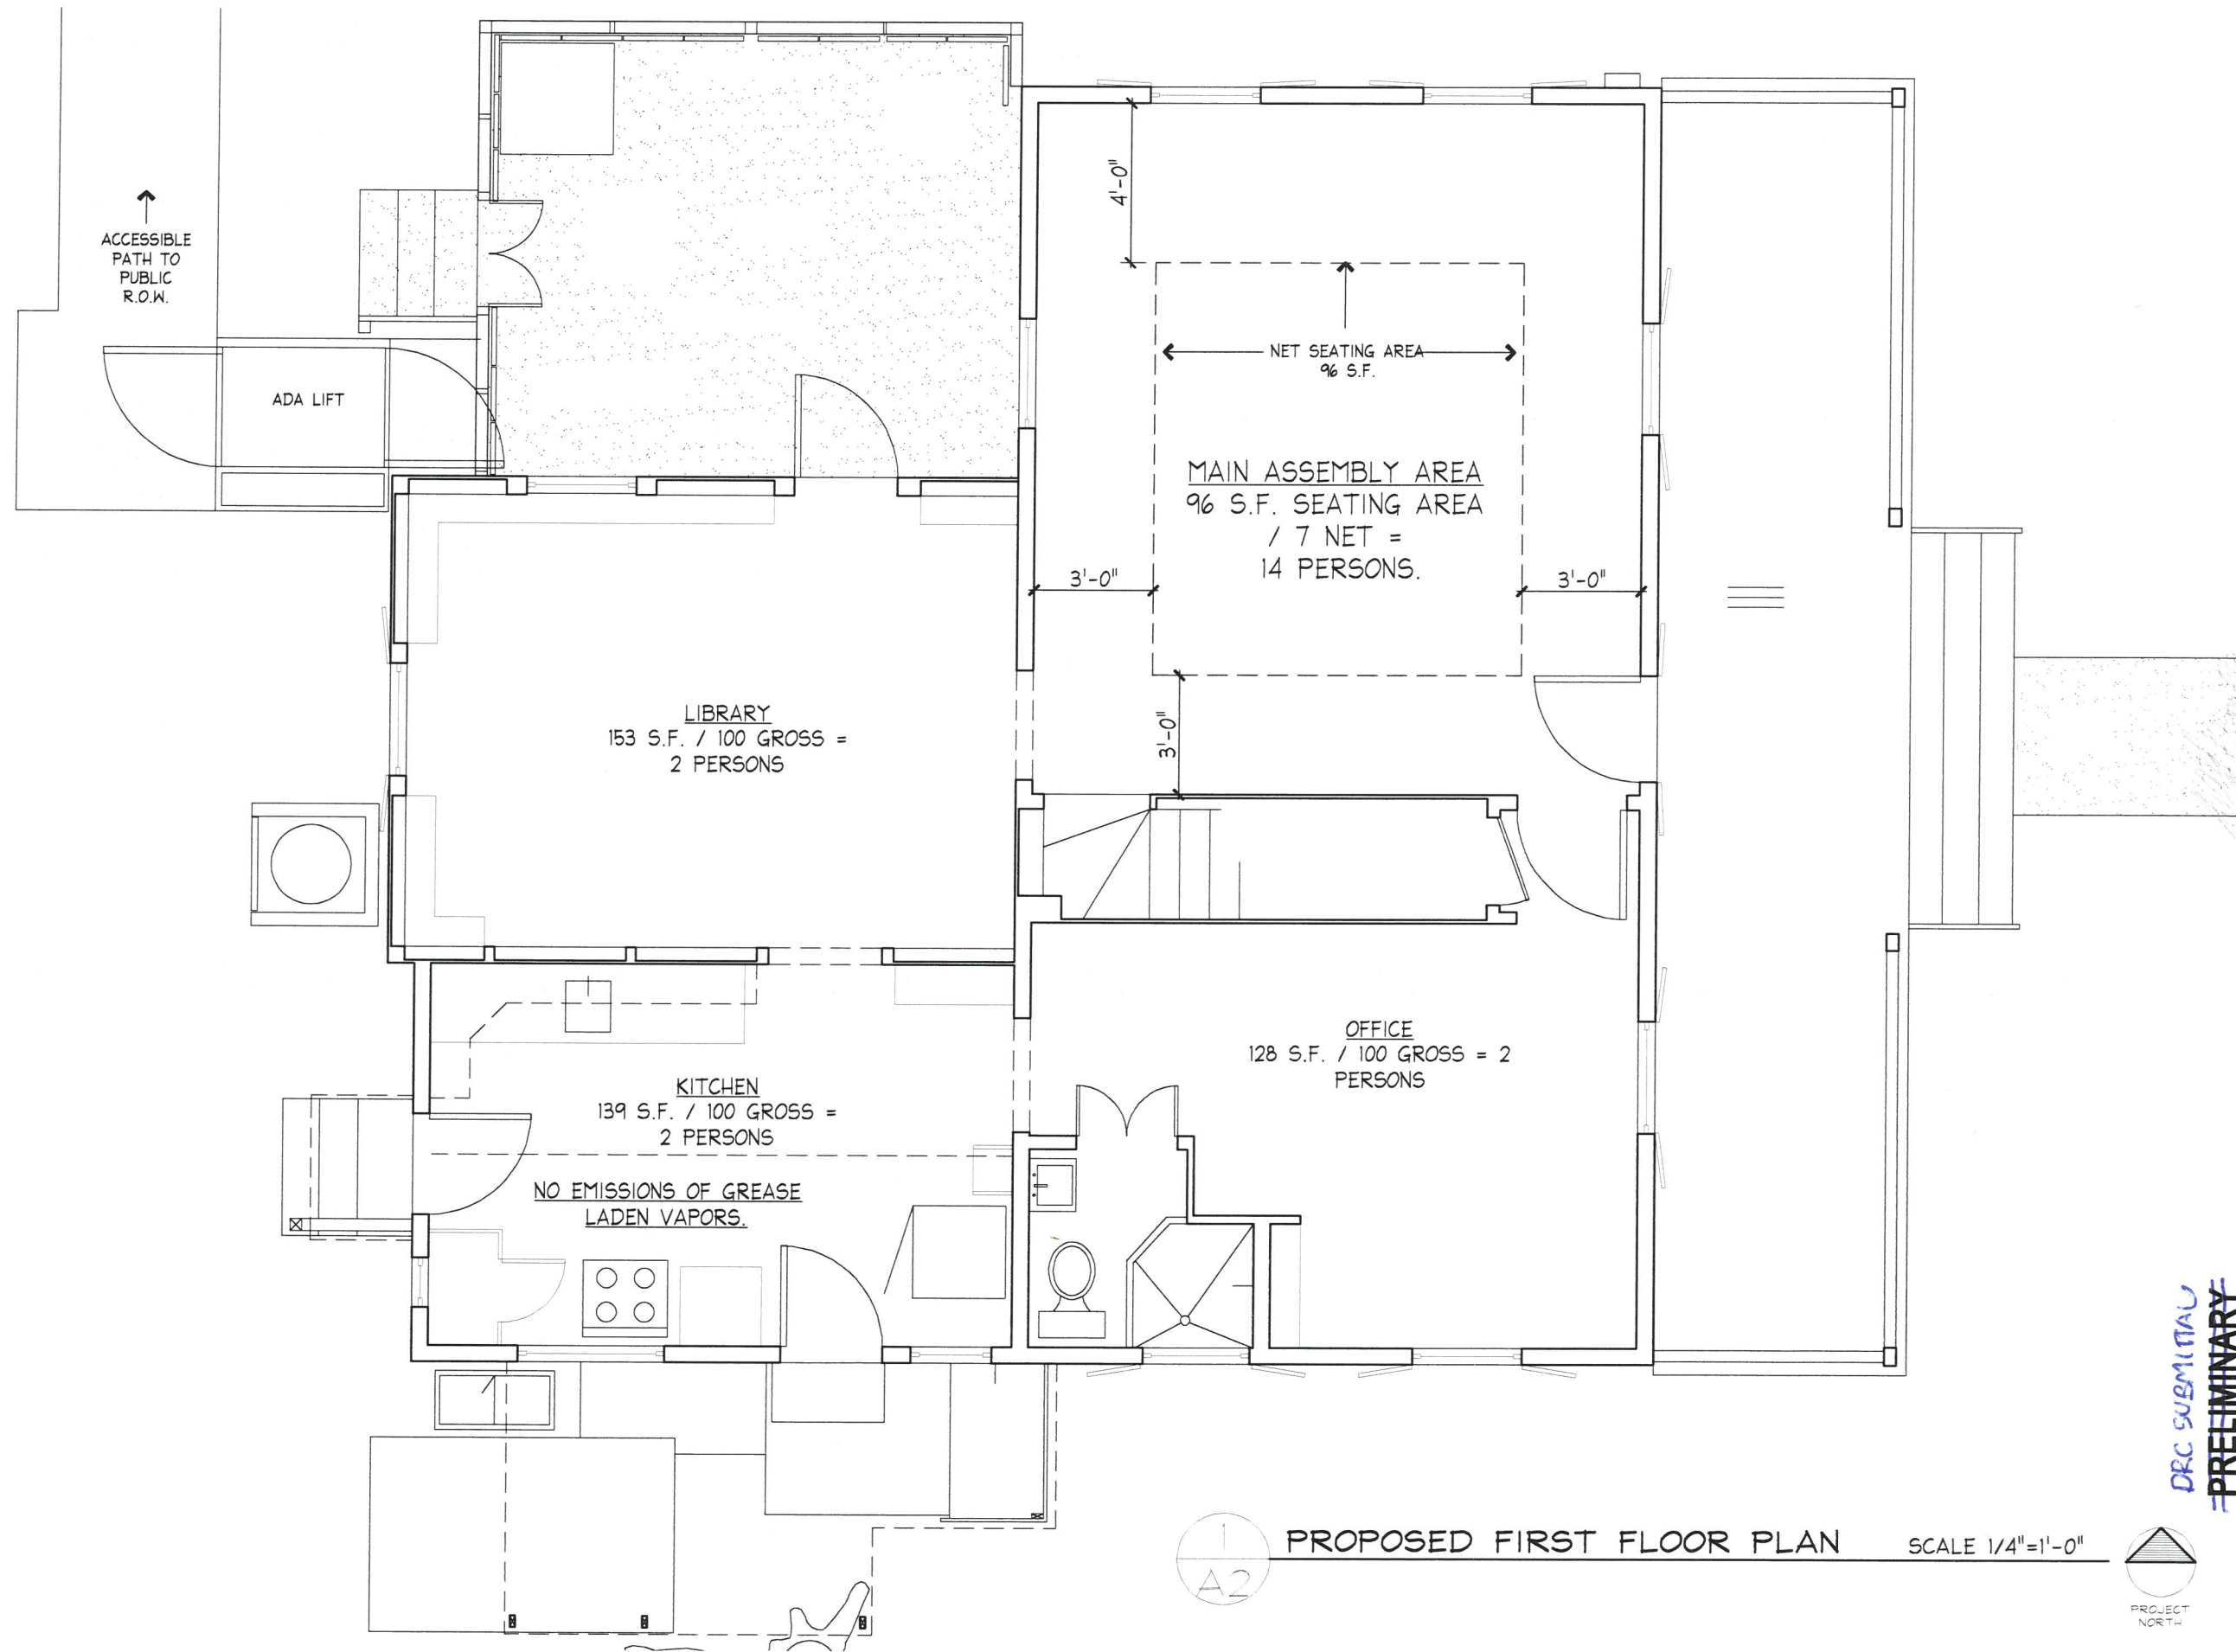 ACCESSIBLE
PATH TO
PUBLIC
R.O.W.
ADA LIFT
4'-0"
NET SEATING AREA
96 S.F.
MAIN ASSEMBLY AREA
96 S.F. SEATING AREA
/ 7 NET =
14 PERSONS.
3'-0"
3'-0"
3'-0"
LIBRARY
153 S.F. / 100 GROSS =
2 PERSONS
OFFICE
128 S.F. / 100 GROSS = 2
PERSONS
KITCHEN
139 S.F. / 100 GROSS =
2 PERSONS
NO EMISSIONS OF GREASE
LADEN VAPORS.
DRC SUBMITTAL
PRELIMINARY
1
A2
PROPOSED FIRST FLOOR PLAN
SCALE 1/4"=1'-0"
PROJECT
NORTH